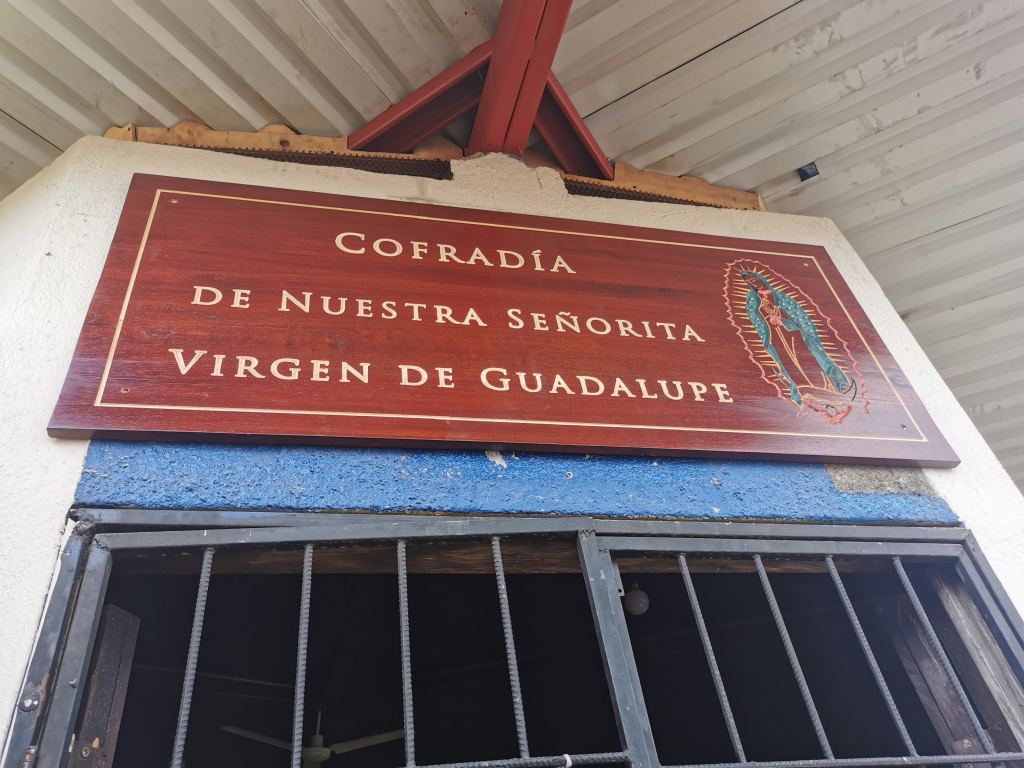 COFRADÍA
DE NUESTRA SEÑORITA
VIRGEN DE GUADALUPE